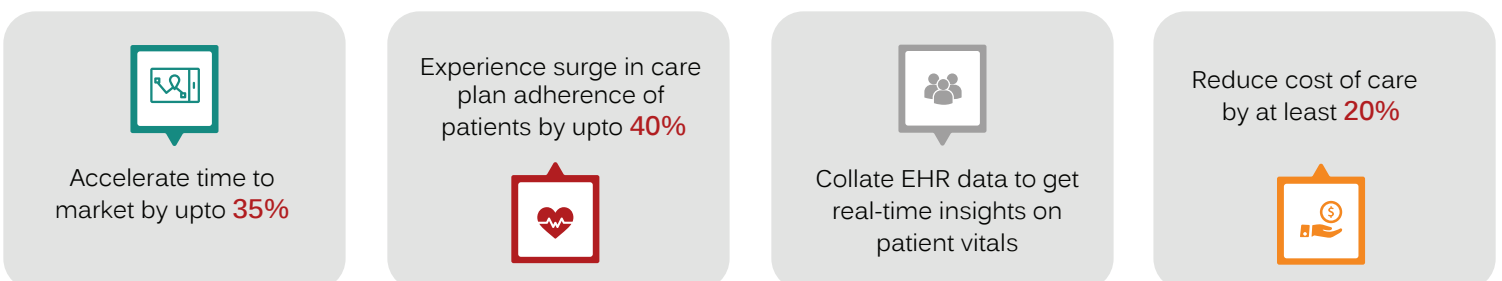 Accelerate time to
market by upto 35%
Experience surge in care
plan adherence of
patients by upto 40%
Collate EHR data to get
real-time insights on
patient vitals
Reduce cost of care
by at least 20%